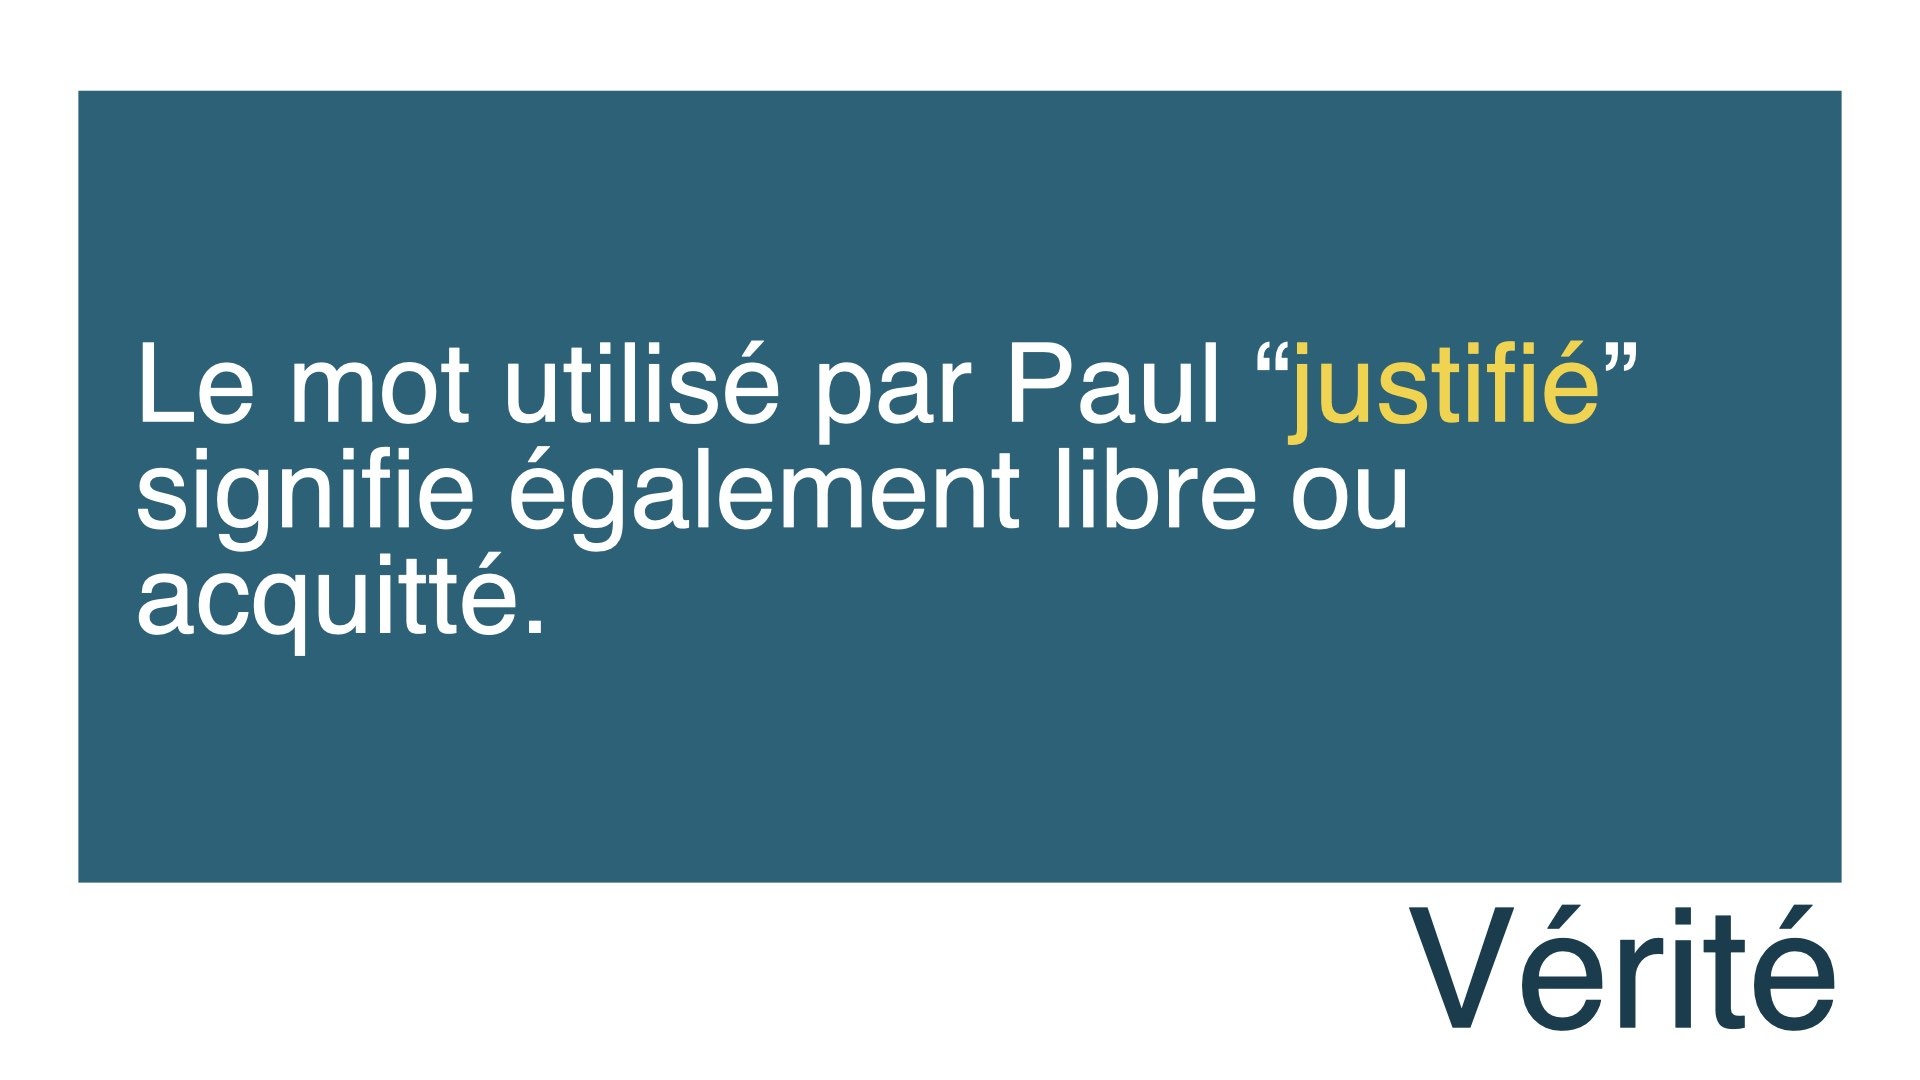 Le mot utilisé par Paul “justifié”
signifie également libre ou
acquitté.
Vérité